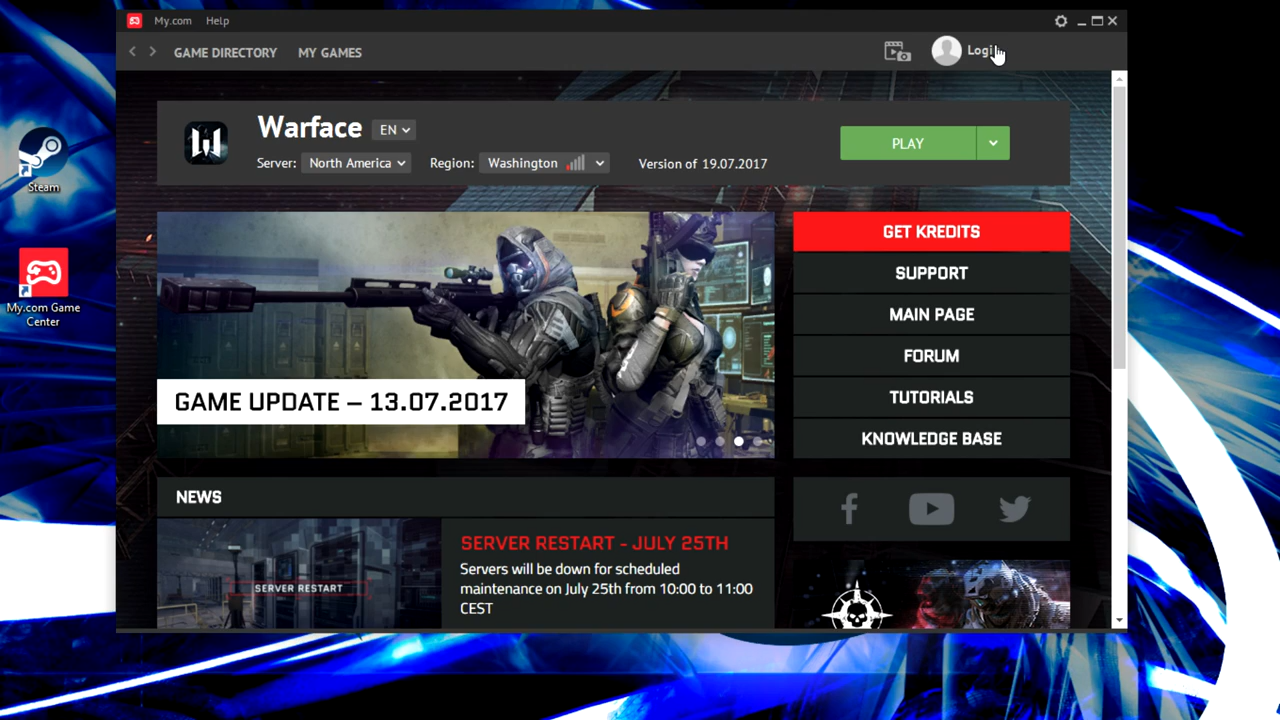 My.com Help
GAME DIRECTORY MY GAMES
Steam
My.com Game
Center
Warface EN
Server: North America Region: Washington Version of 19.07.2017
PLAY
GAME UPDATE – 13.07.2017
GET KREDITS
SUPPORT
MAIN PAGE
FORUM
TUTORIALS
KNOWLEDGE BASE
NEWS
SERVER RESTART
SERVER RESTART - JULY 25TH
Servers will be down for scheduled
maintenance on July 25th from 10:00 to 11:00
CEST